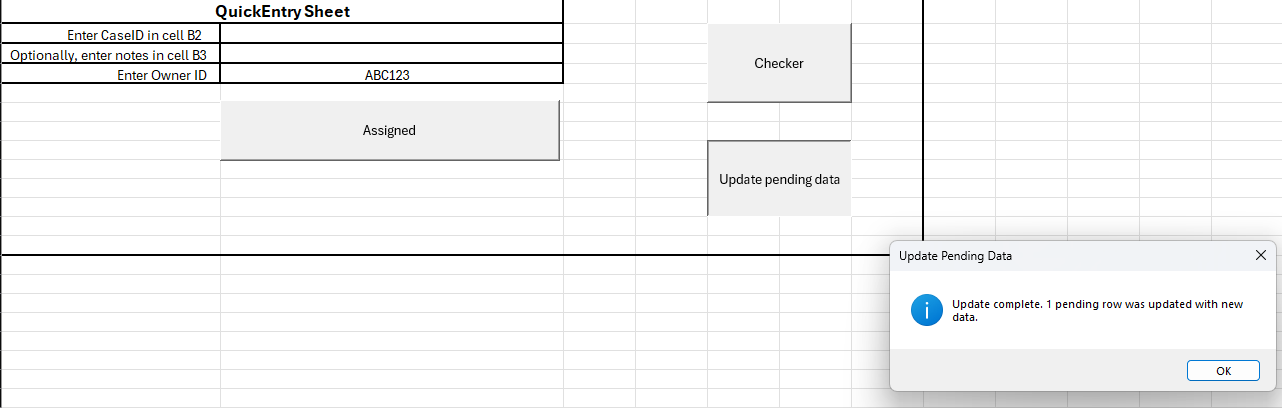 QuickEntry Sheet
Enter CaseID in cell B2
Optionally, enter notes in cell B3
Enter Owner ID ABC123
Checker
Assigned
Update pending data
Update Pending Data
Update complete. 1 pending row was updated with new
data.
OK